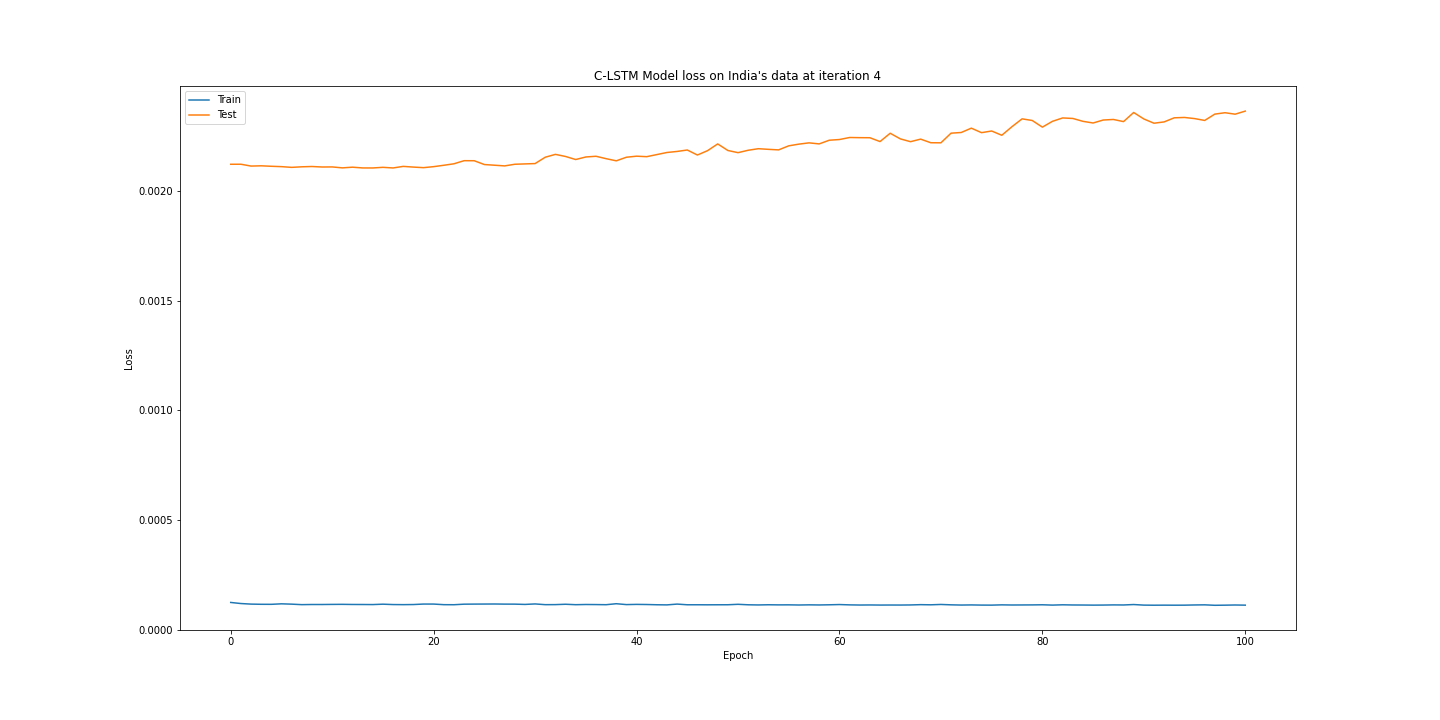 C-LSTM Model loss on India's data at iteration 4
Train
Test
0.0020
0.0015
0.0010
0.0005
0.0000
Loss
0 20 40 60 80 100
Epoch